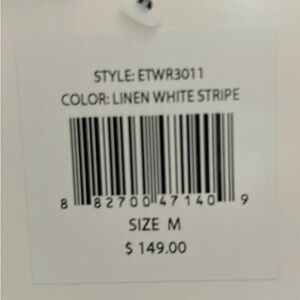 STYLE: ETWR3011
COLOR: LINEN WHITE STRIPE
8 82700 47140 9
SIZE M
$ 149.00